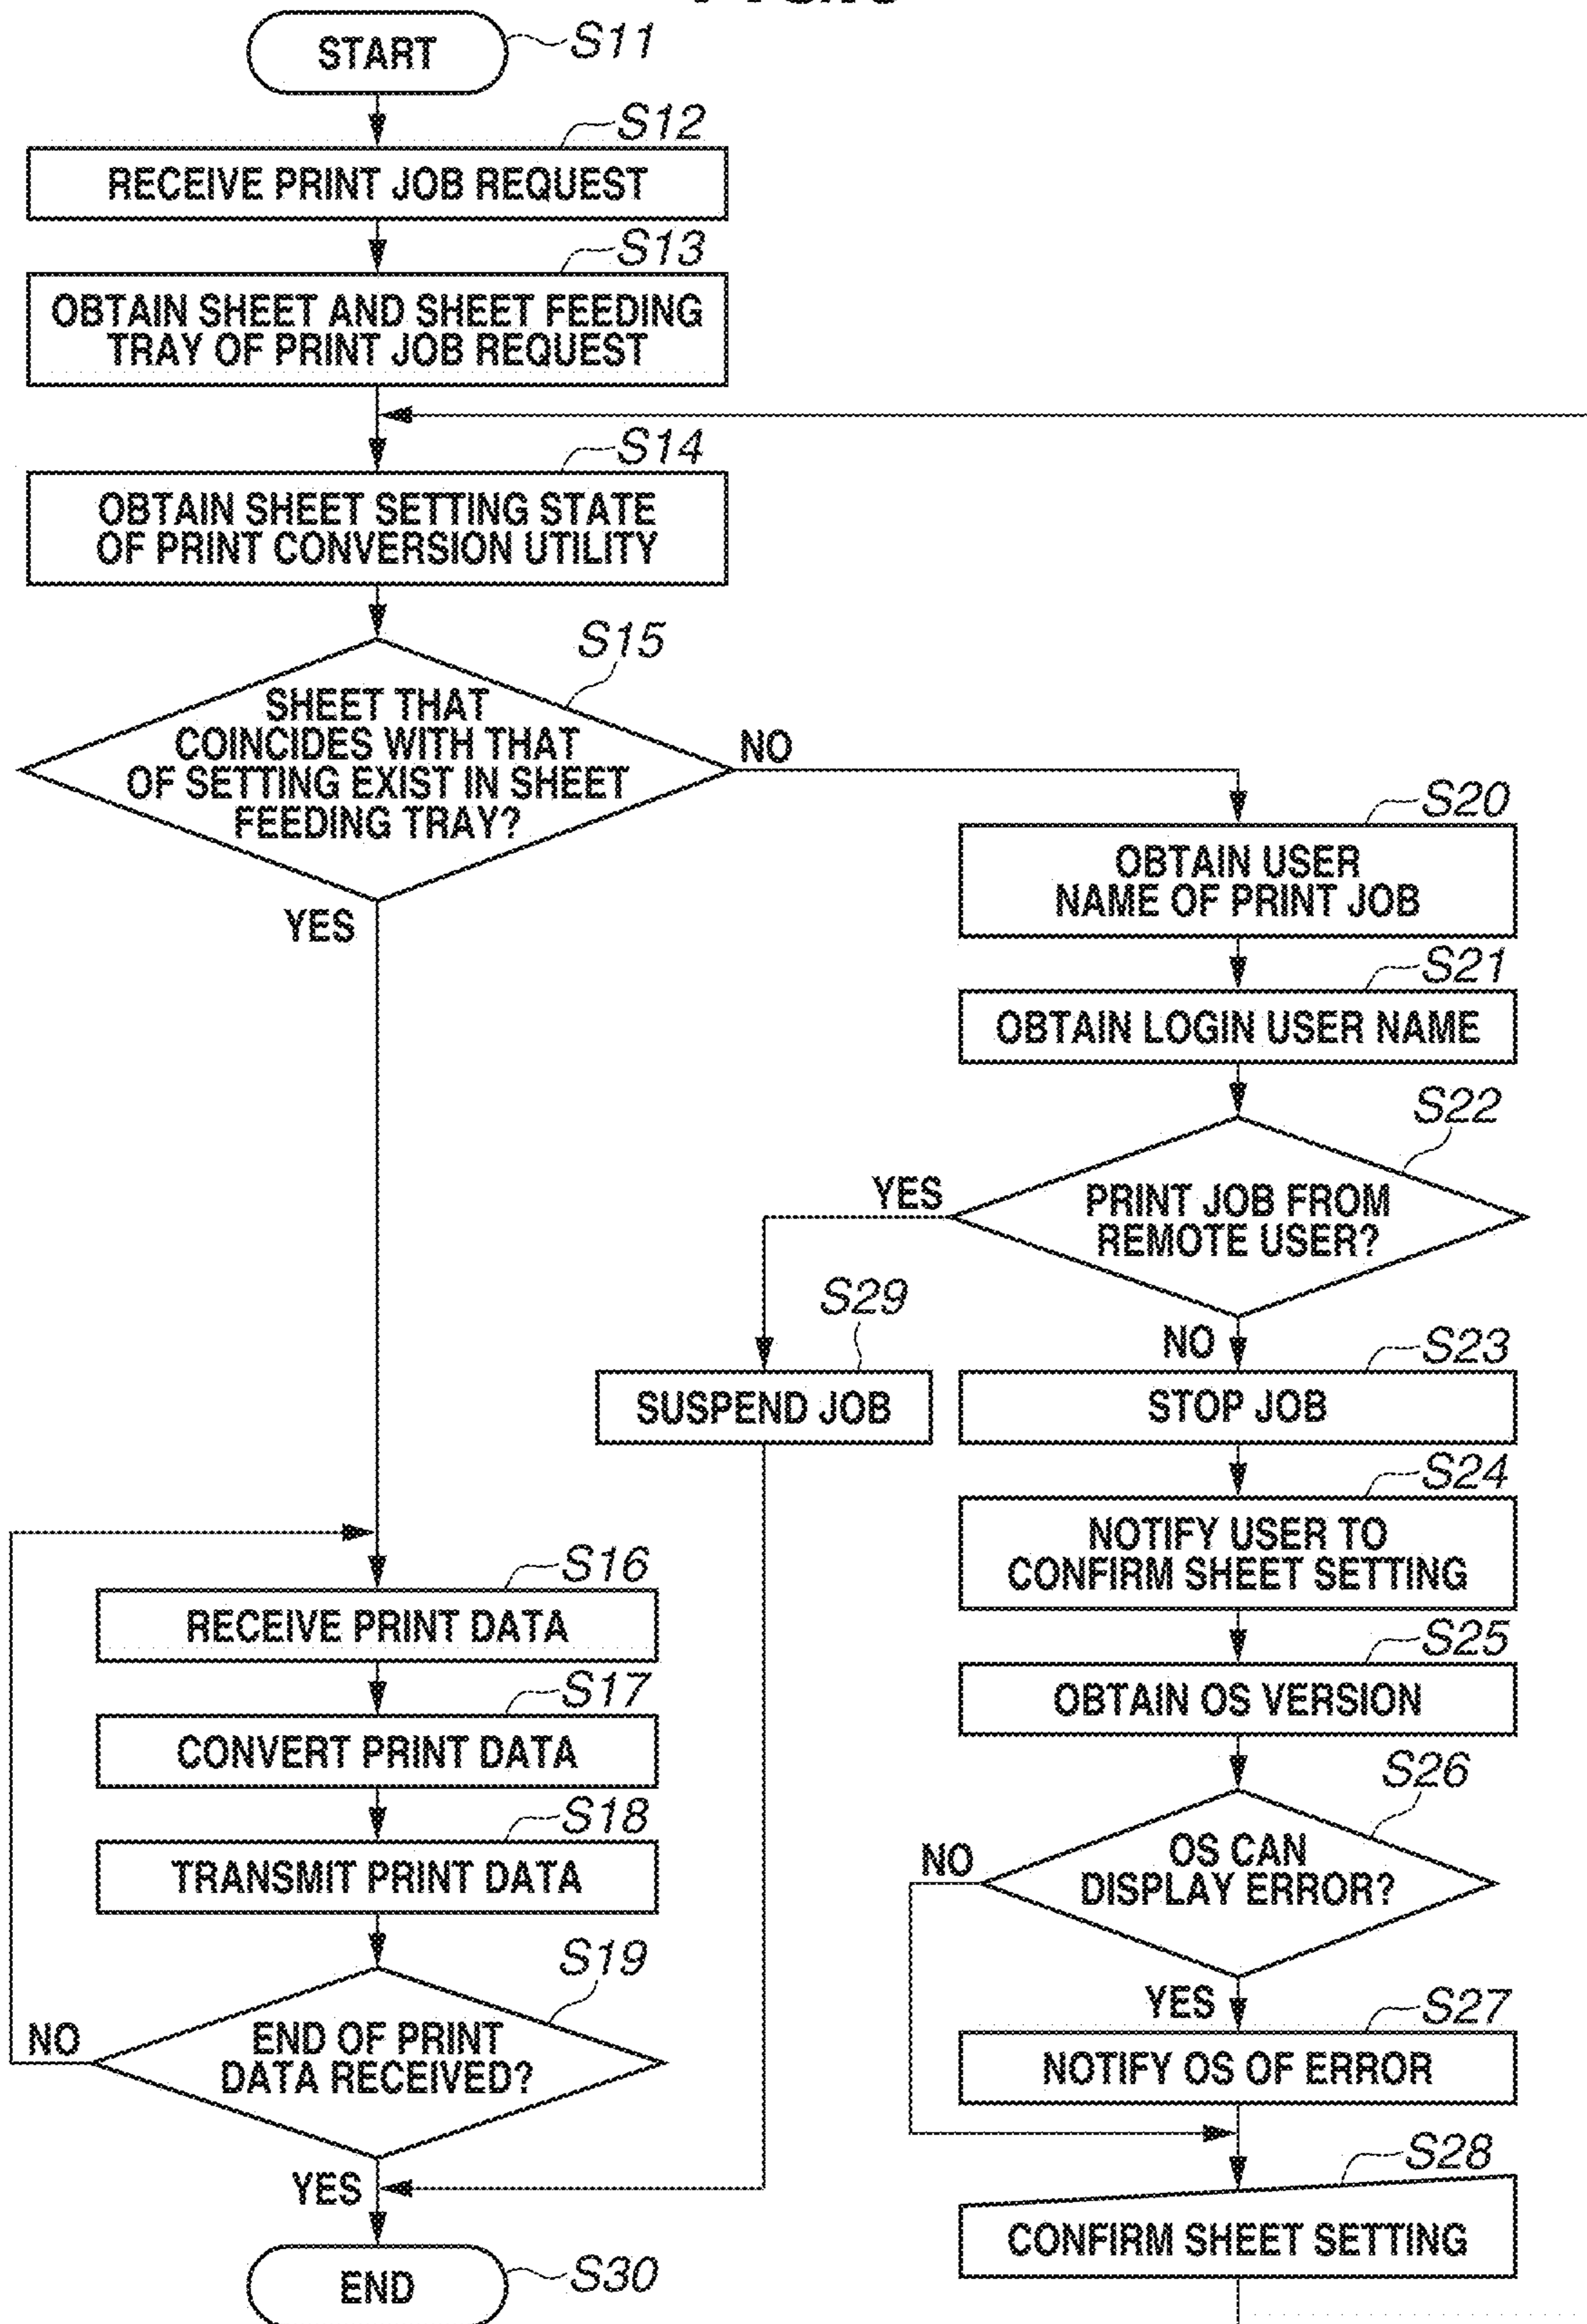 START
S11
S12
RECEIVE PRINT JOB REQUEST
S13
OBTAIN SHEET AND SHEET FEEDING
TRAY OF PRINT JOB REQUEST
S14
OBTAIN SHEET SETTING STATE
OF PRINT CONVERSION UTILITY
S15
SHEET THAT
COINCIDES WITH THAT
OF SETTING EXIST IN SHEET
FEEDING TRAY?
NO
YES
S20
OBTAIN USER
NAME OF PRINT JOB
S21
OBTAIN LOGIN USER NAME
S22
PRINT JOB FROM
REMOTE USER?
YES
NO
S29
SUSPEND JOB
S23
STOP JOB
S24
NOTIFY USER TO
CONFIRM SHEET SETTING
S25
OBTAIN OS VERSION
S26
OS CAN
DISPLAY ERROR?
NO
YES
S27
NOTIFY OS OF ERROR
S28
CONFIRM SHEET SETTING
S16
RECEIVE PRINT DATA
S17
CONVERT PRINT DATA
S18
TRANSMIT PRINT DATA
S19
END OF PRINT
DATA RECEIVED?
NO
YES
END
S30